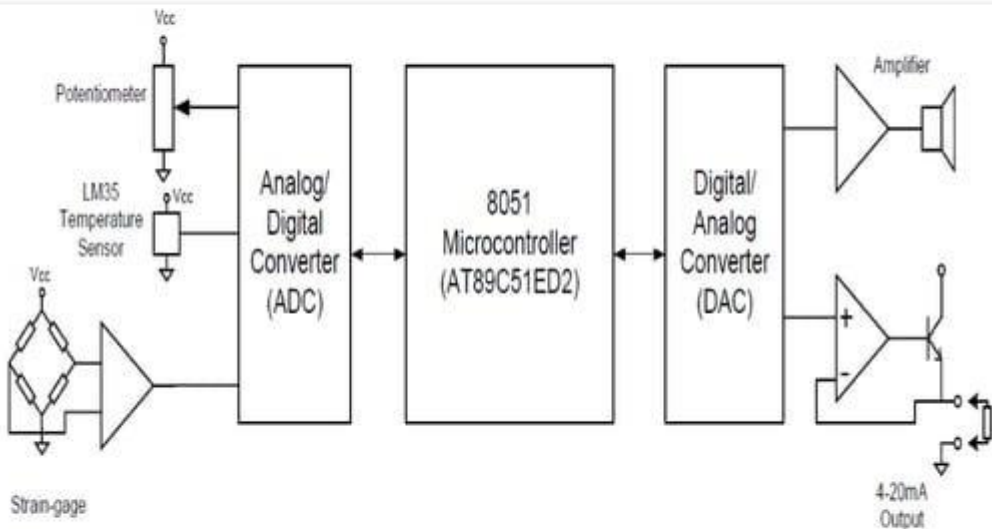 Vcc
Potentiometer
LM35
Temperature
Sensor
Vcc
Vcc
Strain-gage
Analog/
Digital
Converter
(ADC)
8051
Microcontroller
(AT89C51ED2)
Digital/
Analog
Converter
(DAC)
Amplifier
+
-
4-20mA
Output